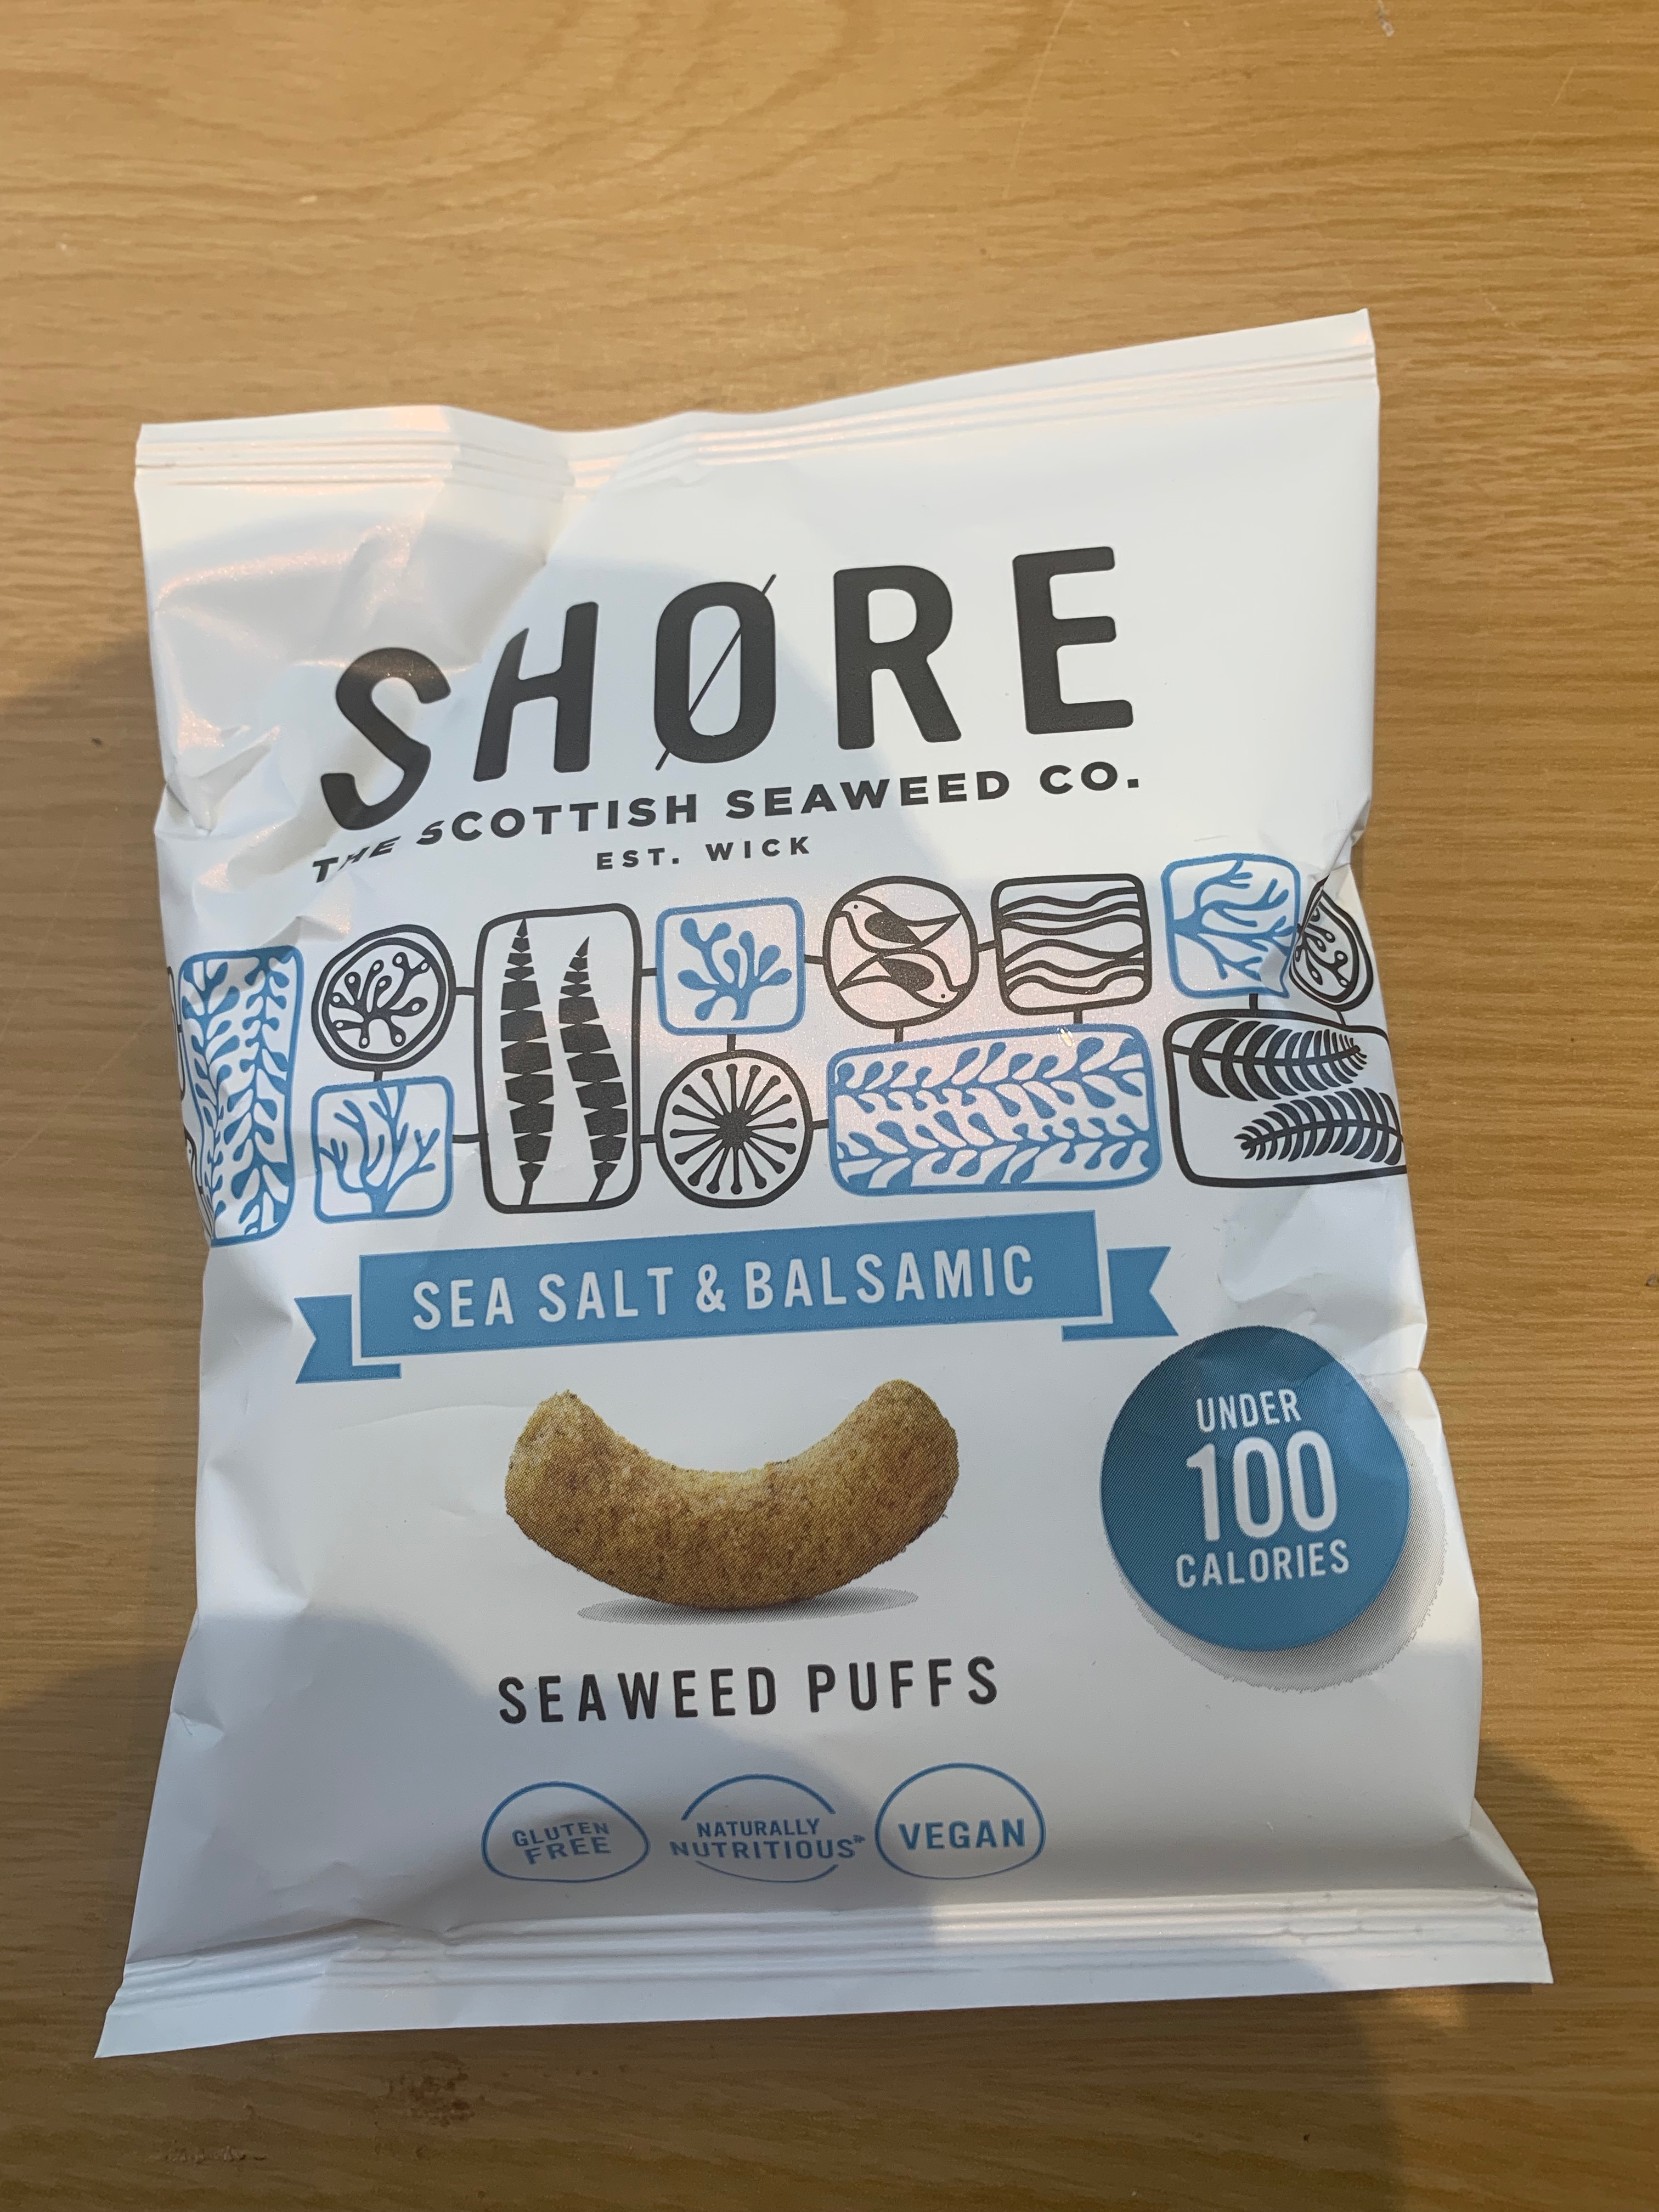 SHØRE
THE SCOTTISH SEAWEED CO.
EST. WICK
SEA SALT & BALSAMIC
UNDER
100
CALORIES
SEAWEED PUFFS
GLUTEN
FREE
NATURALLY
NUTRITIOUS*
VEGAN